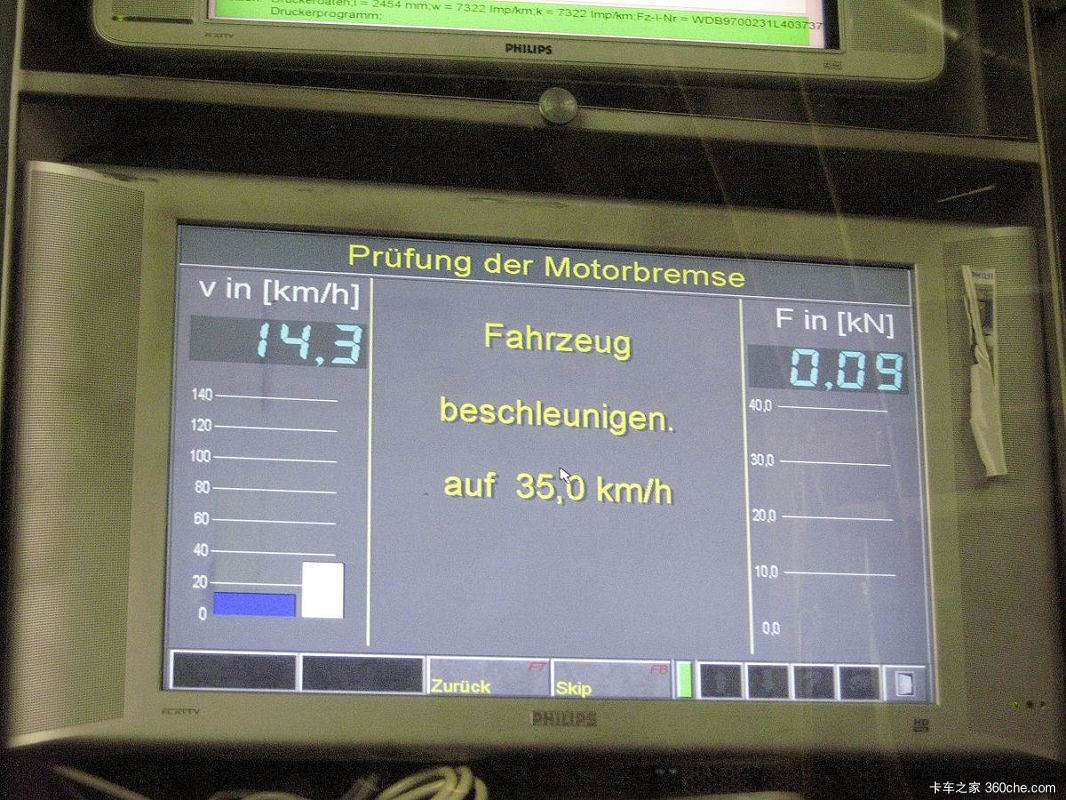 Druckerdaten;l = 2454 mm;w = 7322 Imp/km;k = 7322 Imp/km;Fz-I-Nr = WDB9700231L403737
Druckerprogramm;
PHILIPS
Prüfung der Motorbremse
v in [km/h]
14,3
140
120
100
80
60
40
20
0
Fahrzeug
beschleunigen.
auf 35,0 km/h
F in [kN]
0,09
40,0
30,0
20,0
10,0
0,0
F7
Zurück
F8
Skip
PHILIPS
PHILIPS
卡车之家 360che.com